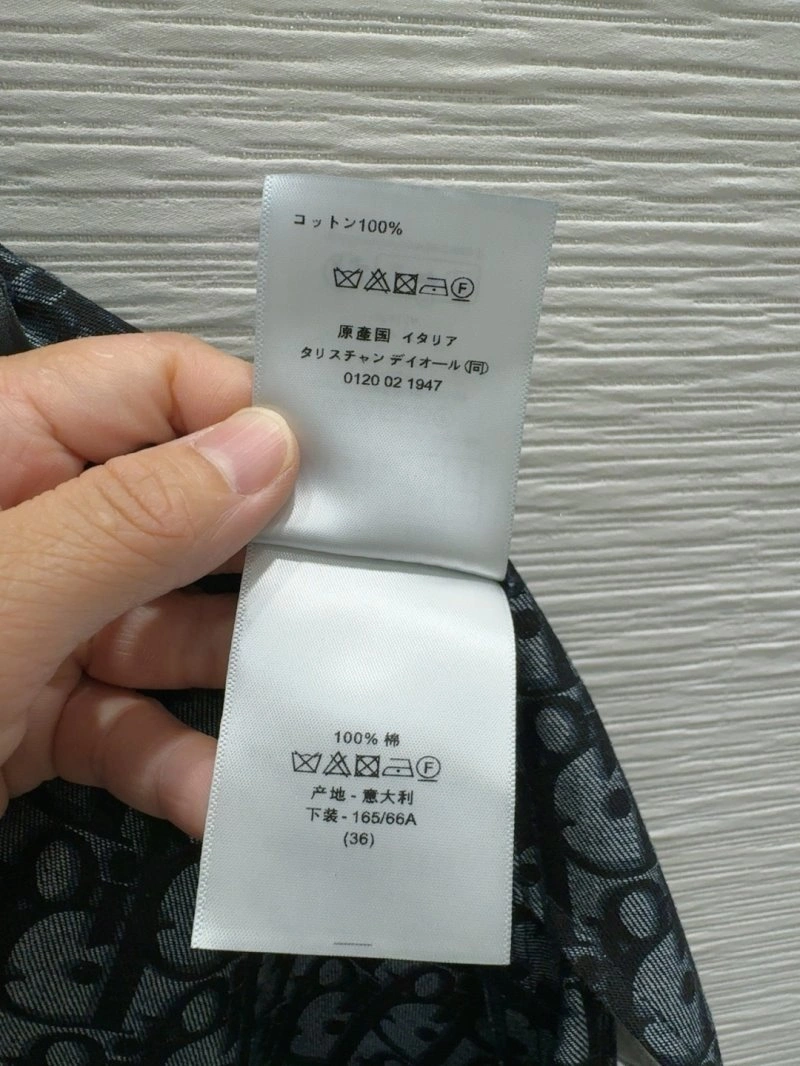 コットン100%
F
原産国 イタリア
タリスチャン デイオール(同)
0120 02 1947
100% 棉
F
产地 - 意大利
下装 - 165/66A
(36)